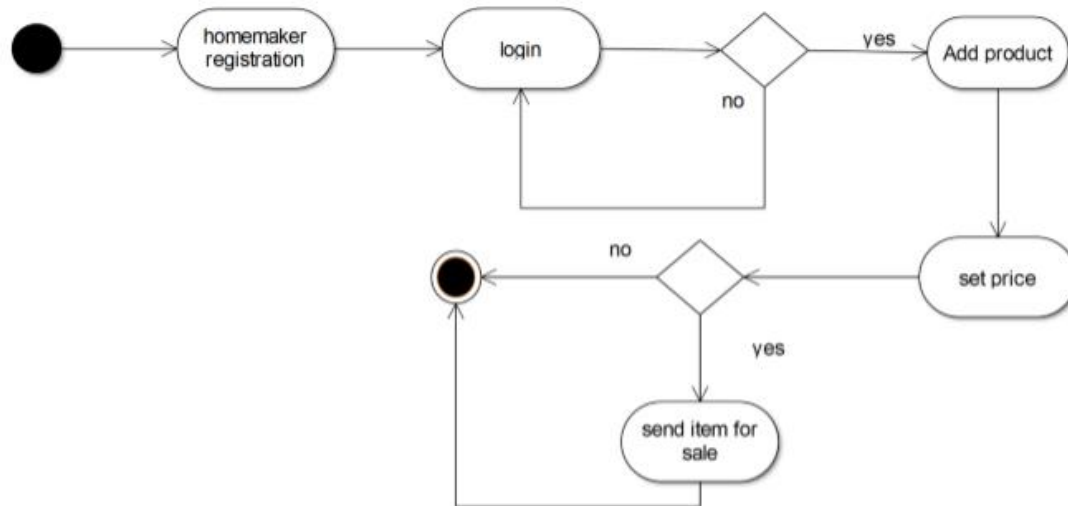 homemaker
registration
login
yes
Add product
no
no
set price
yes
send item for
sale